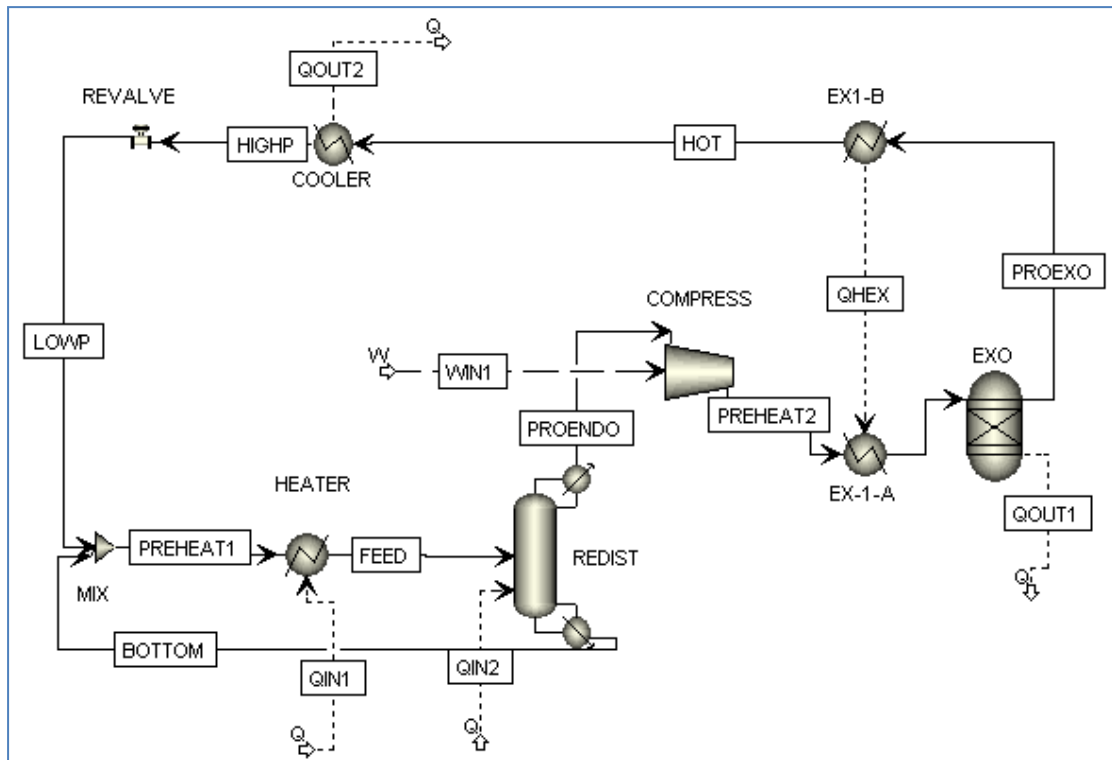 Q
QOUT2
REVALVE
EX1-B
HIGHP
HOT
COOLER
PROEXO
COMPRESS
QHEX
LOWP
EXO
W
WIN1
PREHEAT2
PROENDO
HEATER
EX-1-A
QOUT1
PREHEAT1
FEED
REDIST
MIX
Q
BOTTOM
QIN1
QIN2
Q
Q